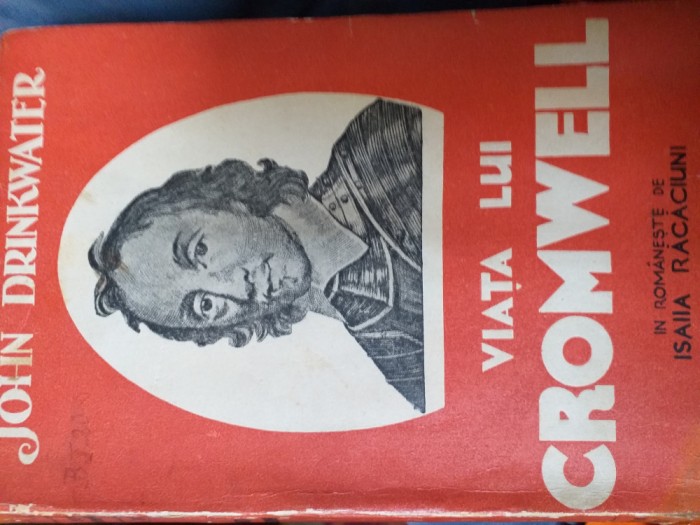 JOHN DRINKWATER
VIAȚA LUI
CROMWELL
IN ROMÂNEȘTE DE
ISAIIA RĂCĂCIUNI